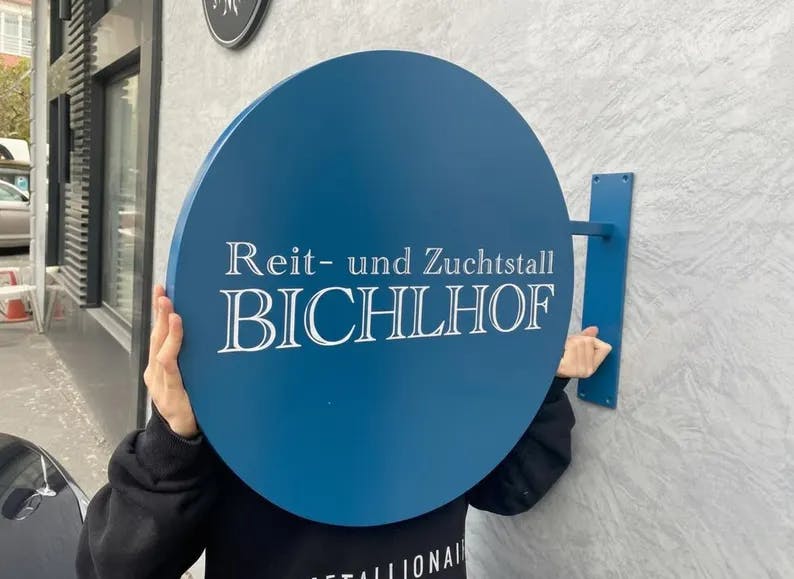 Reit- und Zuchtstall
BICHLHOF